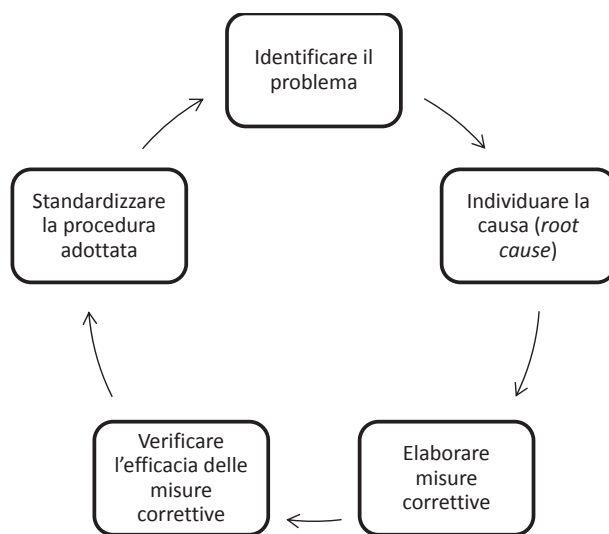 Identificare il
problema
Individuare la
causa (root
cause)
Elaborare
misure
correttive
Verificare
l’efficacia delle
misure
correttive
Standardizzare
la procedura
adottata